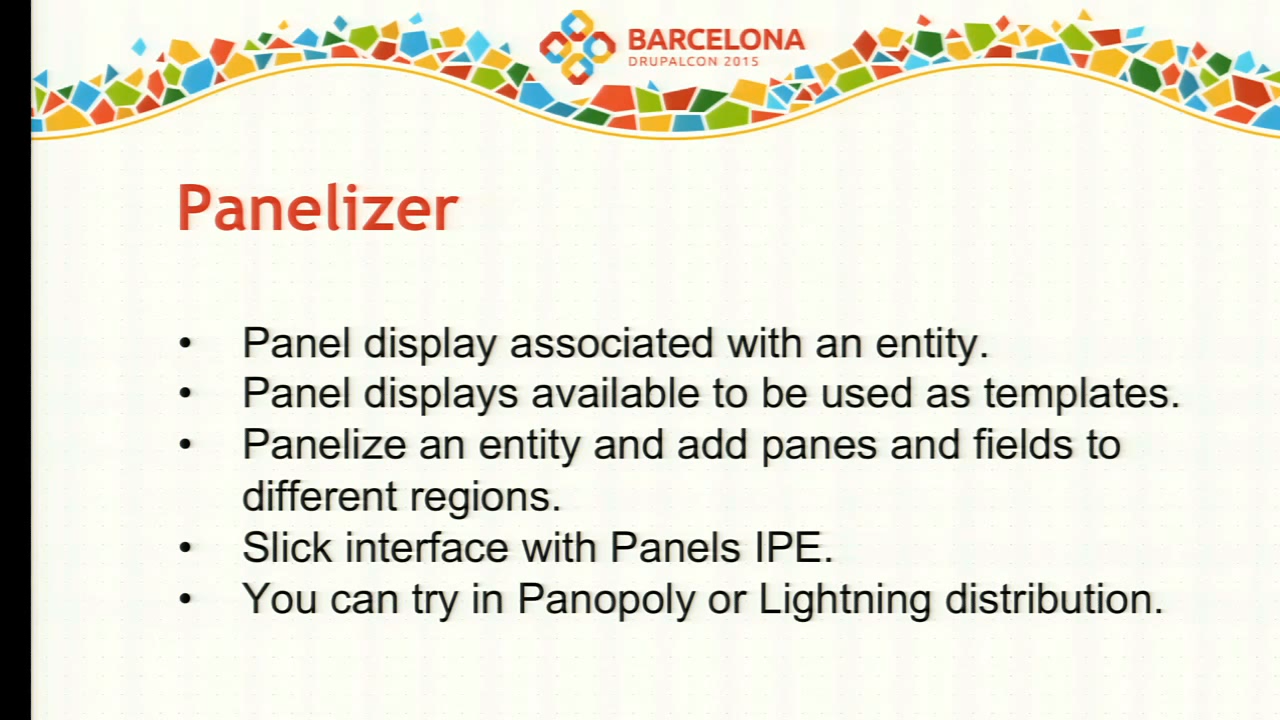 BARCELONA
DRUPALCON 2015
Panelizer
• Panel display associated with an entity.
• Panel displays available to be used as templates.
• Panelize an entity and add panes and fields to
different regions.
• Slick interface with Panels IPE.
• You can try in Panopoly or Lightning distribution.